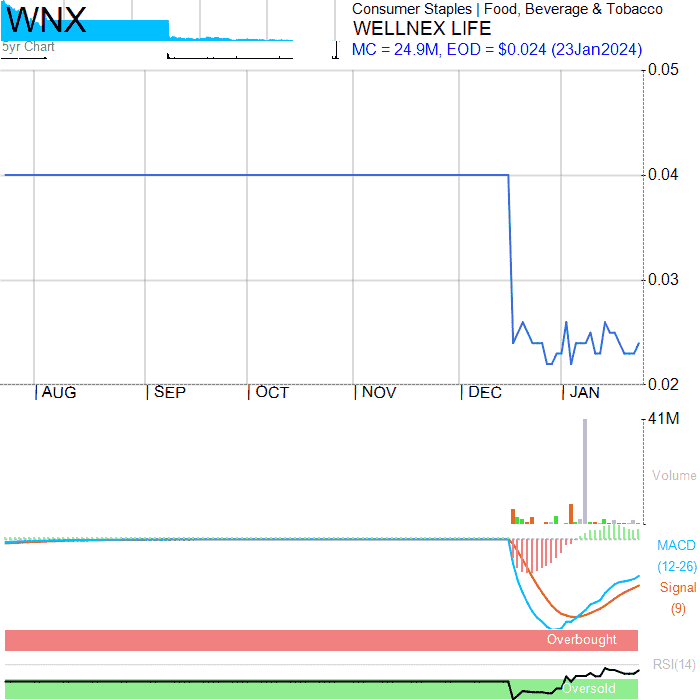 WNX
Consumer Staples | Food, Beverage & Tobacco
WELLNEX LIFE
5yr Chart
MC = 24.9M, EOD = $0.024 (23Jan2024)
0.05
0.04
0.03
0.02
AUG SEP OCT NOV DEC JAN
41M
Volume
MACD
(12-26)
Signal
(9)
Overbought
RSI(14)
Oversold